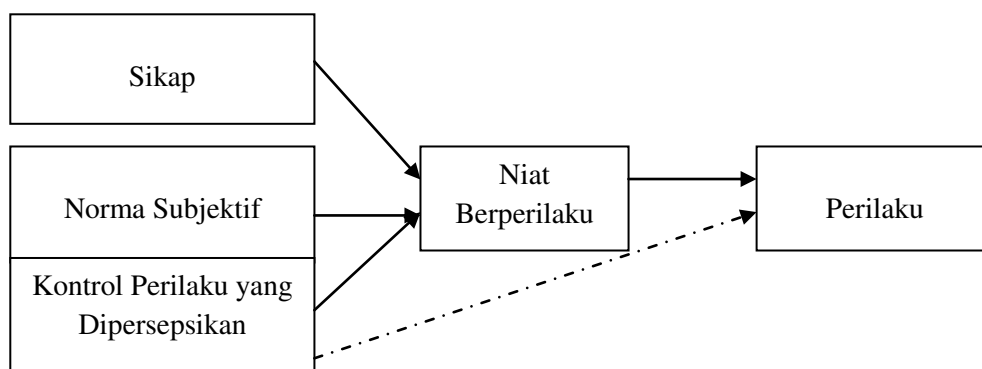 Sikap
Norma Subjektif
Kontrol Perilaku yang
Dipersepsikan
Niat
Berperilaku
Perilaku